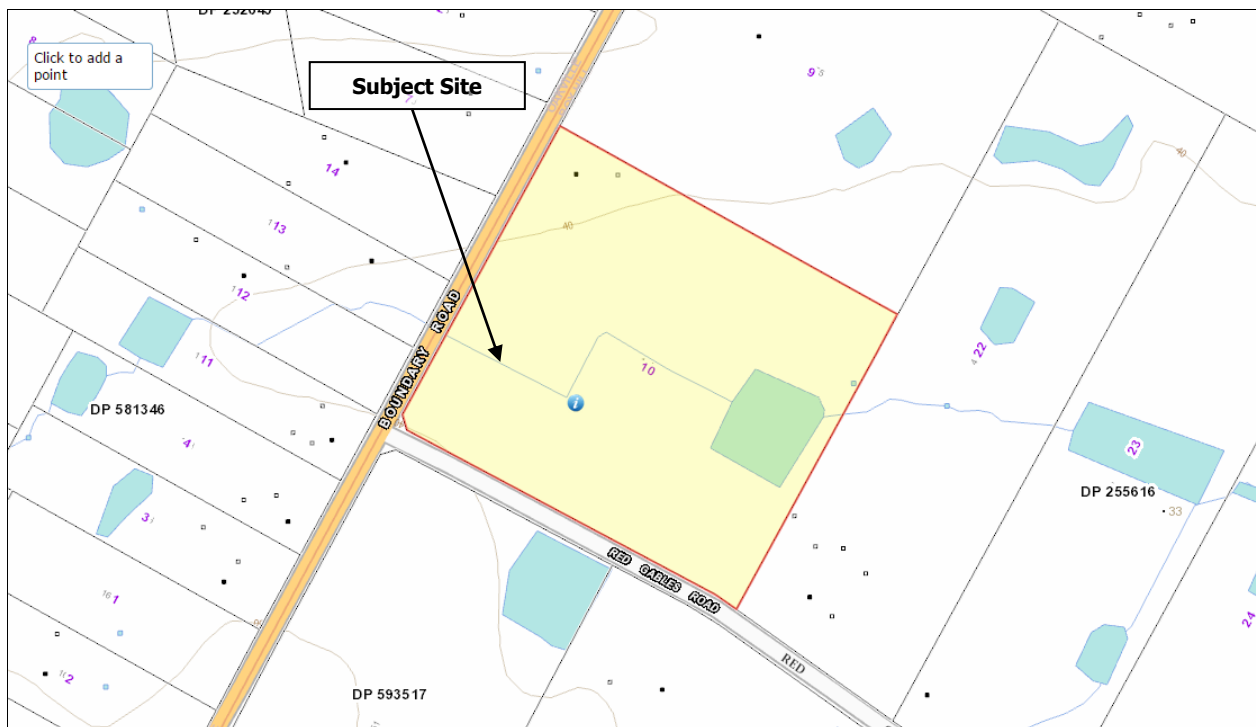 DP 252045
Click to add a
point
Subject Site
9
7
14
13
12
11
10
40
40
22
23
24
BOUNDARY ROAD
DP 581346
4
3
1
2
DP 255616
33
RED GABLES ROAD
RED
DP 593517